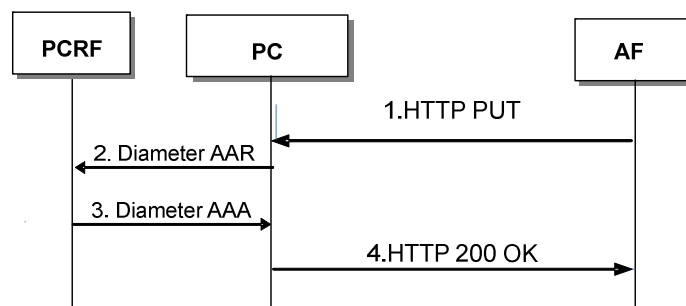 PCRF
PC
AF
1.HTTP PUT
2. Diameter AAR
3. Diameter AAA
4.HTTP 200 OK